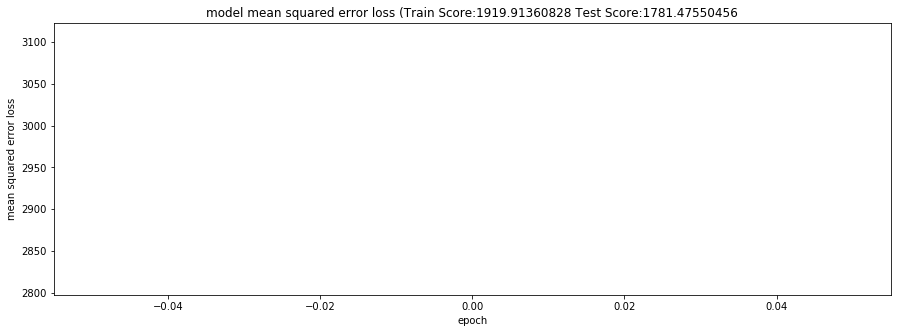 model mean squared error loss (Train Score:1919.91360828 Test Score:1781.47550456
3100
3050
3000
2950
2900
2850
2800
mean squared error loss
−0.04 −0.02 0.00 0.02 0.04
epoch